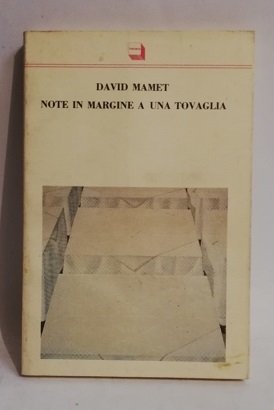 DAVID MAMET
NOTE IN MARGINE A UNA TOVAGLIA